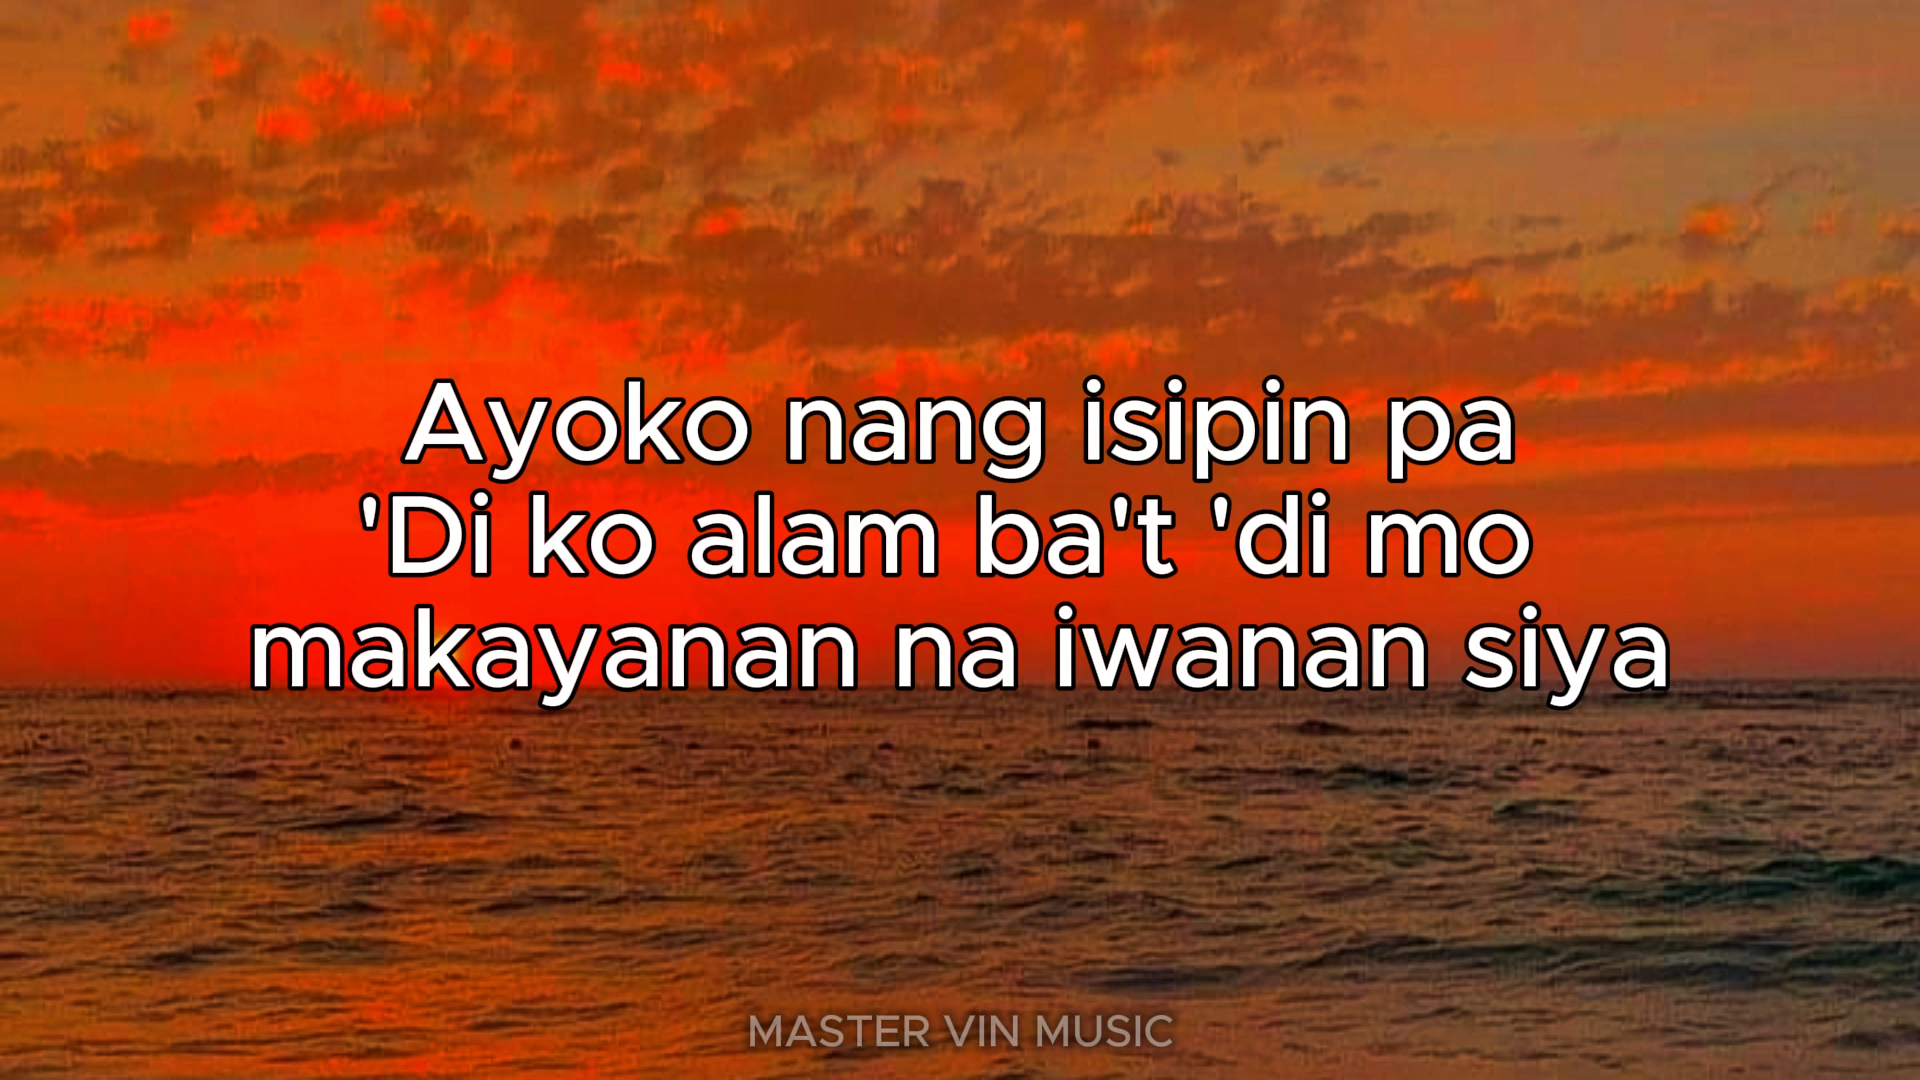 Ayoko nang isipin pa
'Di ko alam ba't 'di mo
makayanan na iwanan siya
MASTER VIN MUSIC